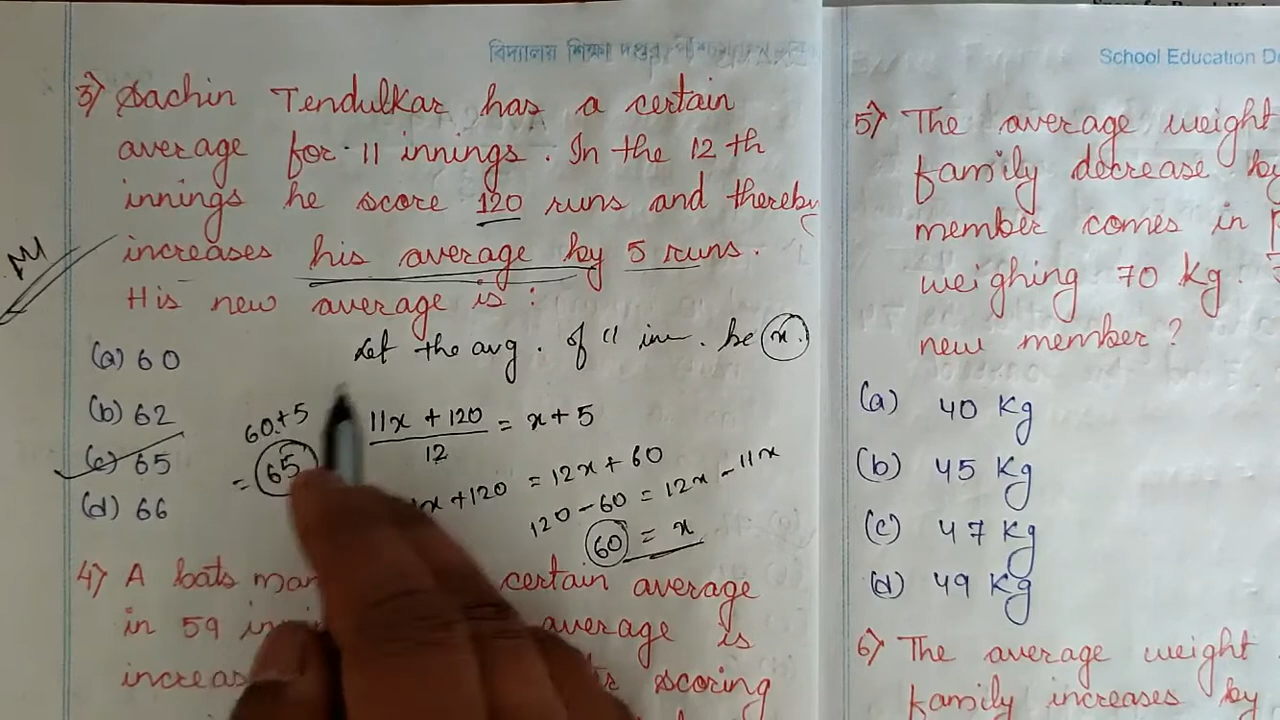 বিদ্যালয় শিক্ষা দপ্তর
3) Sachin Tendulkar has a certain
average for 11 innings. In the 12 th
innings he score 120 runs and thereby
increases his average by 5 runs.
His new average is:
(a) 60
(b) 62
(c) 65
(d) 66
Let the avg. of 11 inn. be x.
11x + 120 = x + 5
12
x + 120 = 12x + 60
120 - 60 = 12x - 11x
60 = x
60 + 5
= 65
4) A bats man certain average
in 59 average is
increas scoring
School Education D
5) The average weight
family decrease by
member comes in
weighing 70 kg.
new member?
(a) 40 Kg
(b) 45 Kg
(c) 47 Kg
(d) 49 Kg
6) The average weight
family increases by